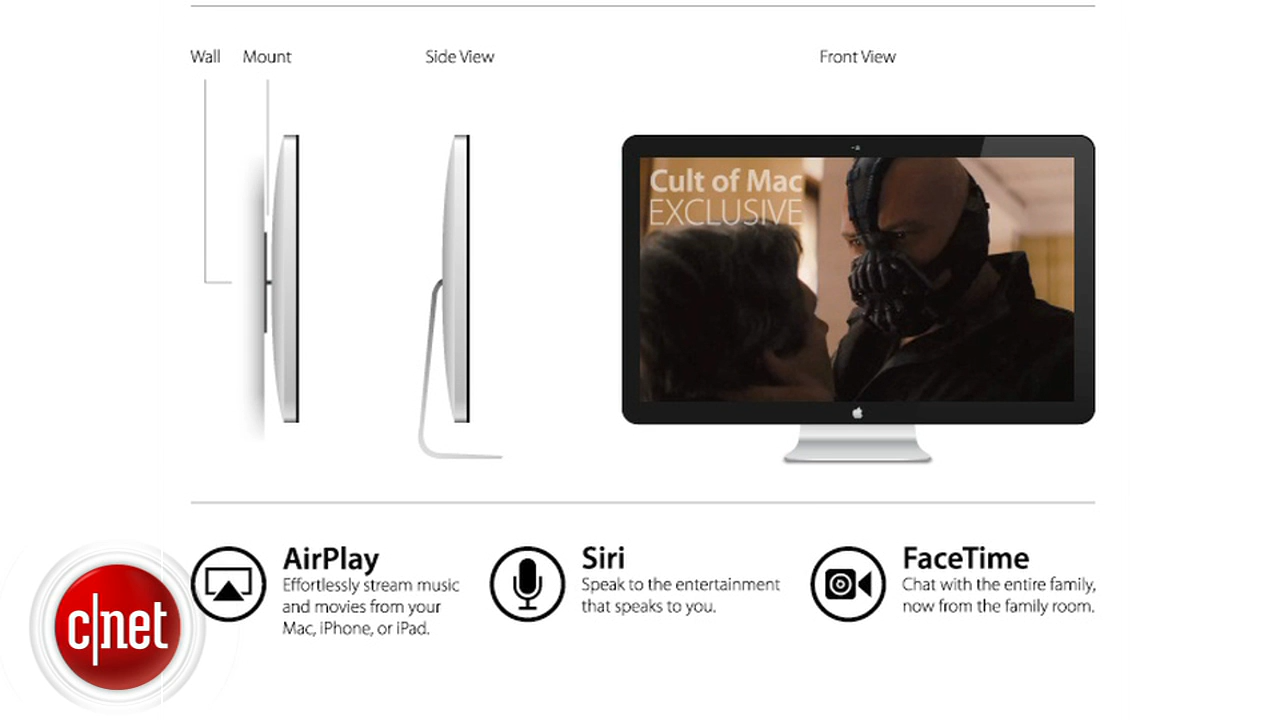 Wall Mount Side View Front View
Cult of Mac
EXCLUSIVE
AirPlay
Effortlessly stream music
and movies from your
Mac, iPhone, or iPad.
Siri
Speak to the entertainment
that speaks to you.
FaceTime
Chat with the entire family,
now from the family room.
c|net